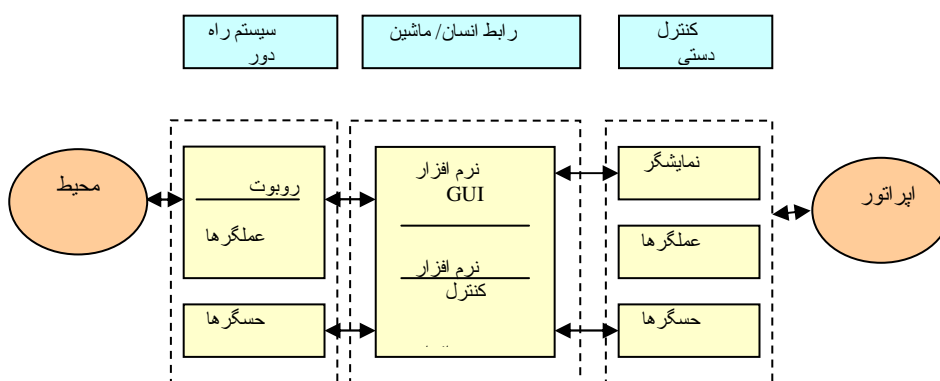 کنترل
دستی
رابط انسان/ ماشین
سیستم راه
دور
اپراتور
نمایشگر
عملگرها
حسگرها
نرم افزار
GUI
نرم افزار
کنترل
روبوت
عملگرها
حسگرها
محیط